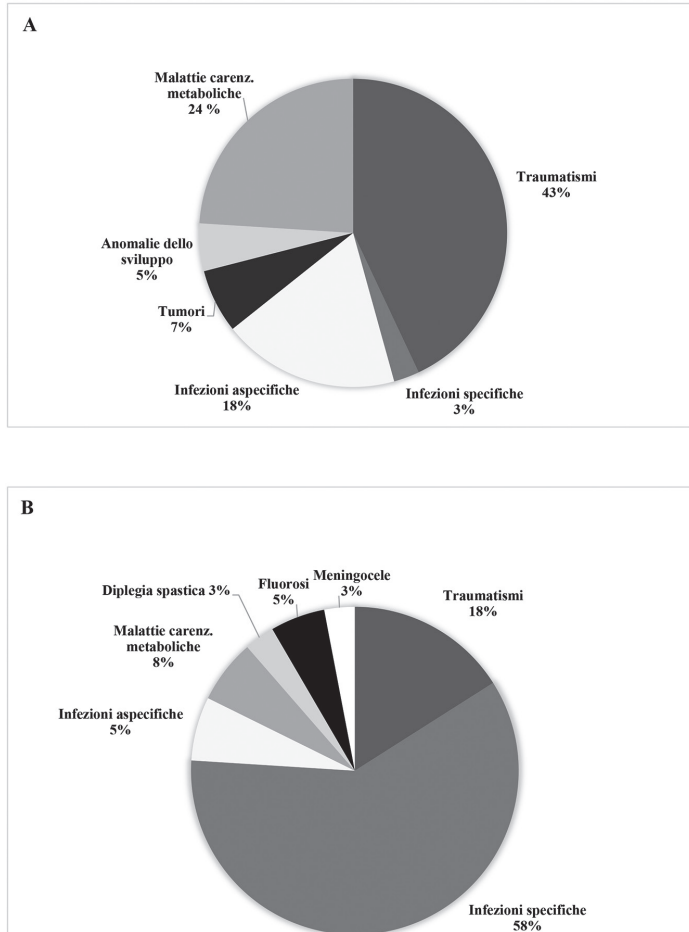 A
Malattie carenz.
metaboliche
24 %
Traumatismi
43%
Anomalie dello
sviluppo
5%
Tumori
7%
Infezioni aspecifiche
18%
Infezioni specifiche
3%
B
Diplegia spastica 3%
Fluorosi
5%
Meningocele
3%
Traumatismi
18%
Malattie carenz.
metaboliche
8%
Infezioni aspecifiche
5%
Infezioni specifiche
58%